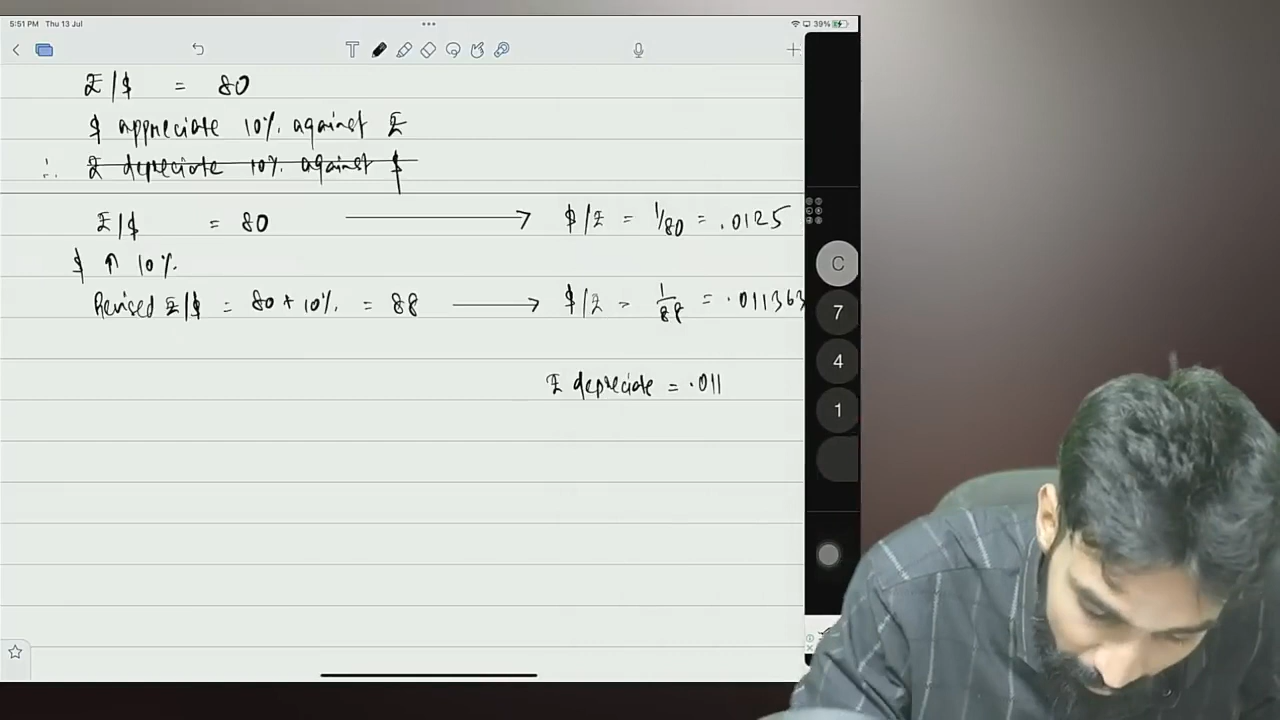 5:51 PM Thu 13 Jul
39%
₹/$ = 80
$ appreciate 10% against ₹
∴ ₹ depreciate 10% against $
₹/$ = 80 → $/₹ = 1/80 = .0125
$ ↑ 10%
Revised ₹/$ = 80 + 10% = 88 → $/₹ = 1/88 = .011363
₹ depreciate = .011
C
7
4
1